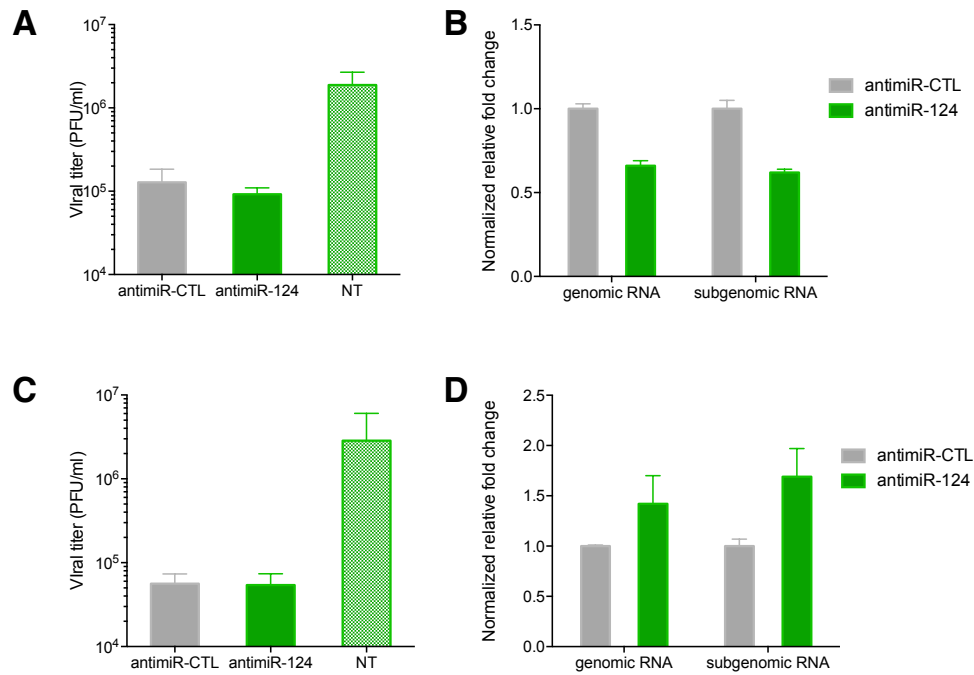 A
VIral titer (PFU/ml)
10^7
10^6
10^5
10^4
antimiR-CTL antimiR-124 NT
B
Normalized relative fold change
1.5
1.0
0.5
0.0
genomic RNA subgenomic RNA
antimiR-CTL
antimiR-124
C
VIral titer (PFU/ml)
10^7
10^6
10^5
10^4
antimiR-CTL antimiR-124 NT
D
Normalized relative fold change
2.5
2.0
1.5
1.0
0.5
0.0
genomic RNA subgenomic RNA
antimiR-CTL
antimiR-124